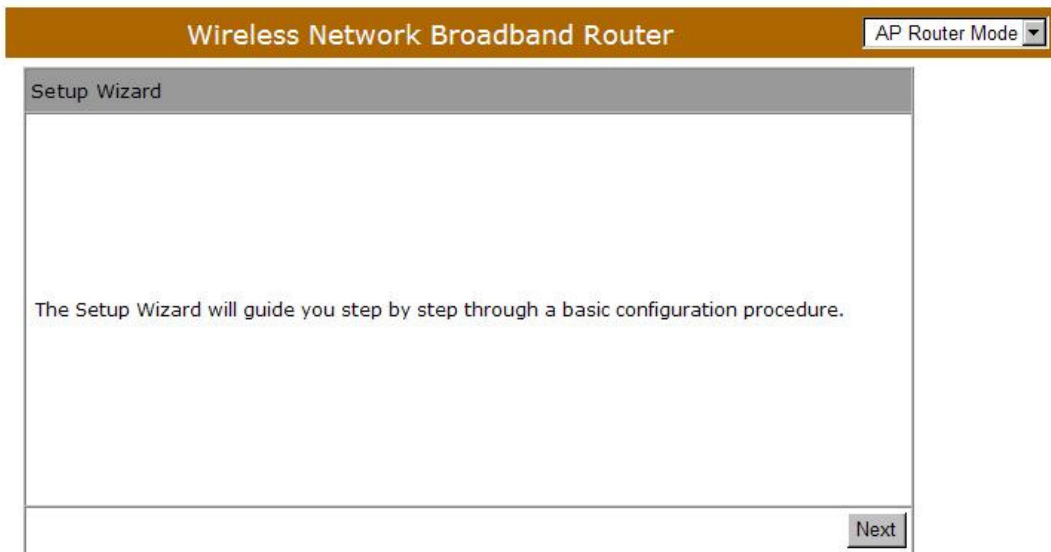 Wireless Network Broadband Router
AP Router Mode
Setup Wizard
The Setup Wizard will guide you step by step through a basic configuration procedure.
Next